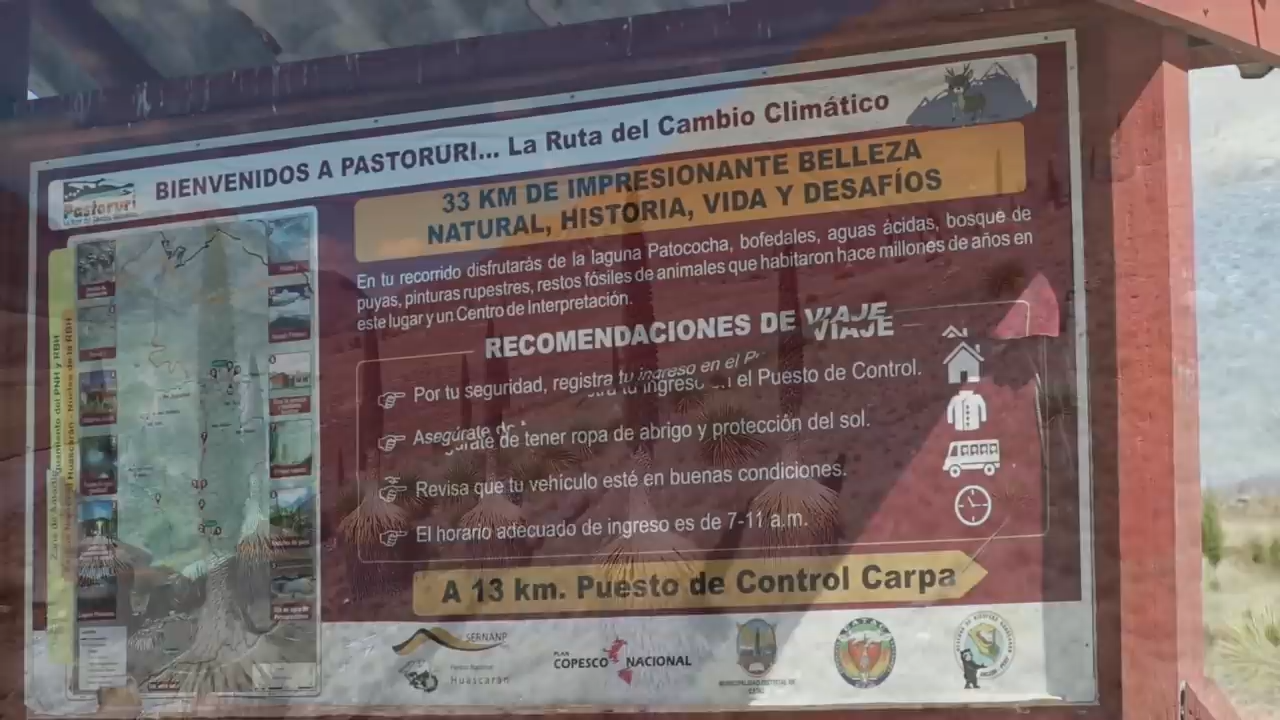 BIENVENIDOS A PASTORURI... La Ruta del Cambio Climático
Pastoruri
33 KM DE IMPRESIONANTE BELLEZA
NATURAL, HISTORIA, VIDA Y DESAFÍOS
En tu recorrido disfrutarás de la laguna Patococha, bofedales, aguas ácidas, bosque de
puyas, pinturas rupestres, restos fósiles de animales que habitaron hace millones de años en
este lugar y un Centro de Interpretación.
RECOMENDACIONES DE VIAJE
Por tu seguridad, registra tu ingreso en el Puesto de Control.
Asegúrate de tener ropa de abrigo y protección del sol.
Revisa que tu vehículo esté en buenas condiciones.
El horario adecuado de ingreso es de 7-11 a.m.
A 13 km. Puesto de Control Carpa
SERNANP
Huascarán
PLAN
COPESCO NACIONAL
MUNICIPALIDAD DISTRITAL DE